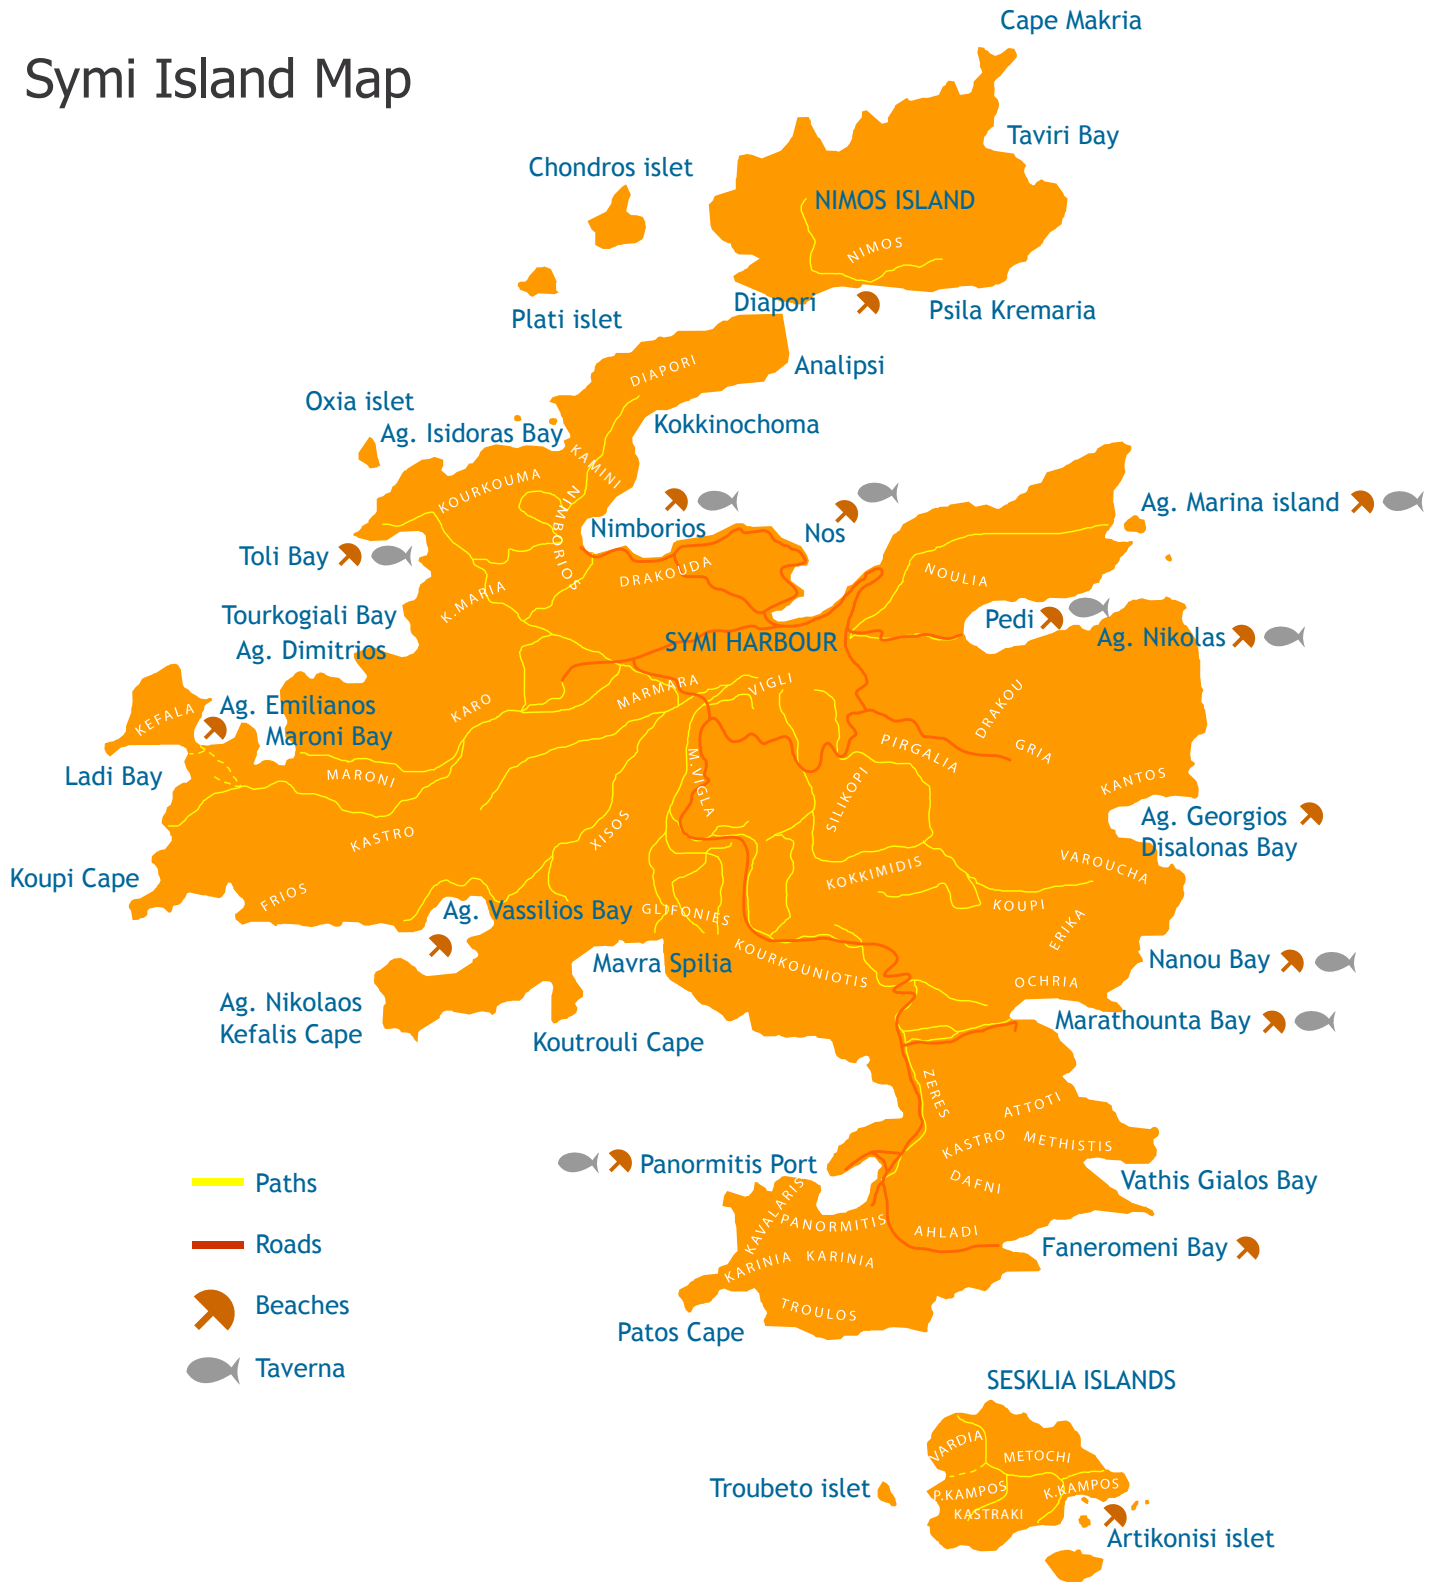 Cape Makria
Symi Island Map
Taviri Bay
Chondros islet
NIMOS ISLAND
NIMOS
Diapori
Psila Kremaria
Plati islet
Analipsi
DIAPORI
Oxia islet
Kokkinochoma
Ag. Isidoras Bay
KAMINI
KOURKOUMA
NIMBORIOS
Nimborios
Nos
Ag. Marina island
Toli Bay
DRAKOUDA
NOULIA
K.MARIA
Tourkogiali Bay
Pedi
Ag. Nikolas
SYMI HARBOUR
Ag. Dimitrios
MARMARA
VIGLI
KEFALA
Ag. Emilianos
KARO
DRAKOU
Maroni Bay
PIRGALIA
GRIA
Ladi Bay
MARONI
M.VIGLA
KANTOS
SILIKOPI
Ag. Georgios
Disalonas Bay
KASTRO
XISOS
VAROUCHA
Koupi Cape
KOKKIMIDIS
FRIOS
KOUPI
Ag. Vassilios Bay
GLIFONIES
ERIKA
Mavra Spilia
KOURKOUNIOTIS
Nanou Bay
OCHRIA
Ag. Nikolaos
Kefalis Cape
Marathounta Bay
Koutrouli Cape
ZERES
ATTOTI
KASTRO
METHISTIS
Panormitis Port
Paths
DAFNI
Vathis Gialos Bay
KAVALARIS
PANORMITIS
AHLADI
Roads
Faneromeni Bay
KARINIA
KARINIA
Beaches
TROULOS
Patos Cape
Taverna
SESKLIA ISLANDS
VARDIA
METOCHI
Troubeto islet
P.KAMPOS
K.KAMPOS
KASTRAKI
Artikonisi islet